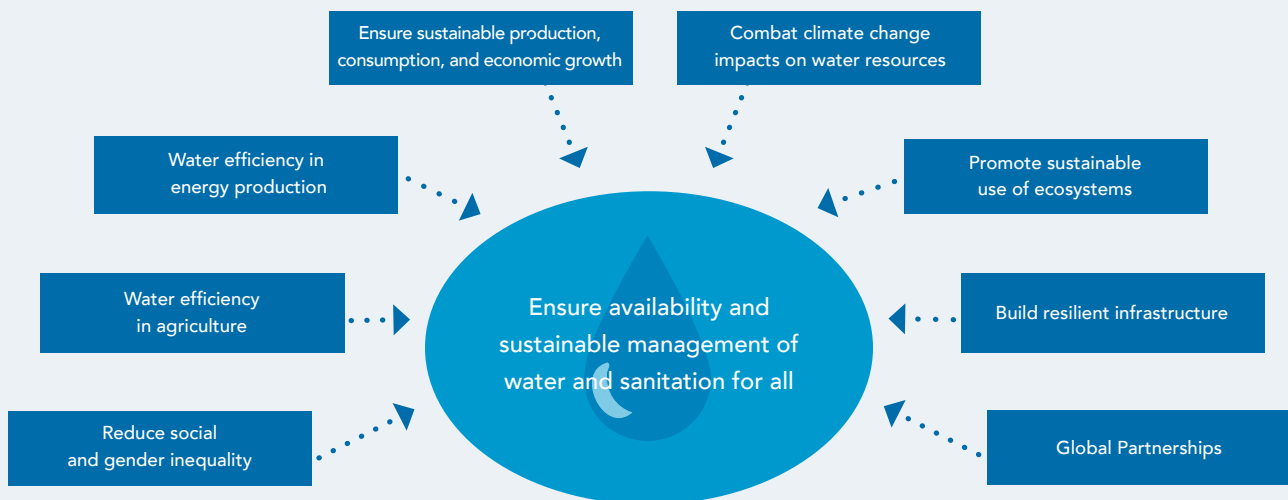 Ensure sustainable production,
consumption, and economic growth
Combat climate change
impacts on water resources
Water efficiency in
energy production
Promote sustainable
use of ecosystems
Water efficiency
in agriculture
Ensure availability and
sustainable management of
water and sanitation for all
Build resilient infrastructure
Reduce social
and gender inequality
Global Partnerships